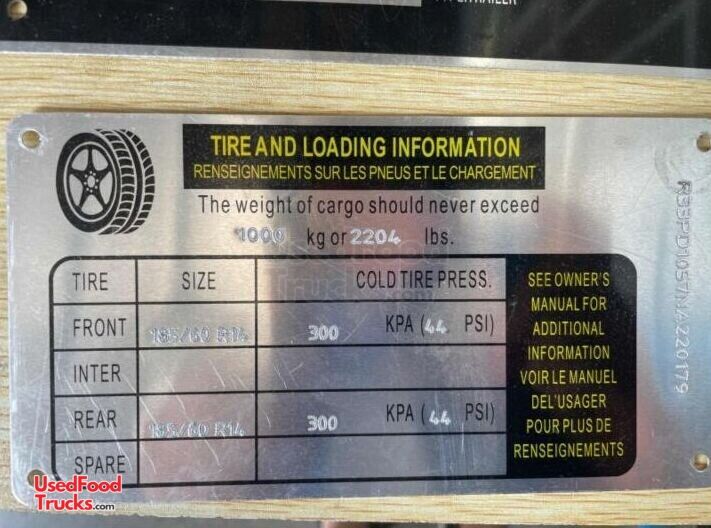 TIRE AND LOADING INFORMATION
RENSEIGNEMENTS SUR LES PNEUS ET LE CHARGEMENT
The weight of cargo should never exceed
1000 kg or 2204 lbs.
TIRE SIZE COLD TIRE PRESS.
FRONT 185/60 R14 300 KPA (44 PSI)
INTER
REAR 185/60 R14 300 KPA (44 PSI)
SPARE
SEE OWNER'S
MANUAL FOR
ADDITIONAL
INFORMATION
VOIR LE MANUEL
DEL'USAGER
POUR PLUS DE
RENSEIGNEMENTS
R33PD1057NA220179
UsedFood
Trucks.com